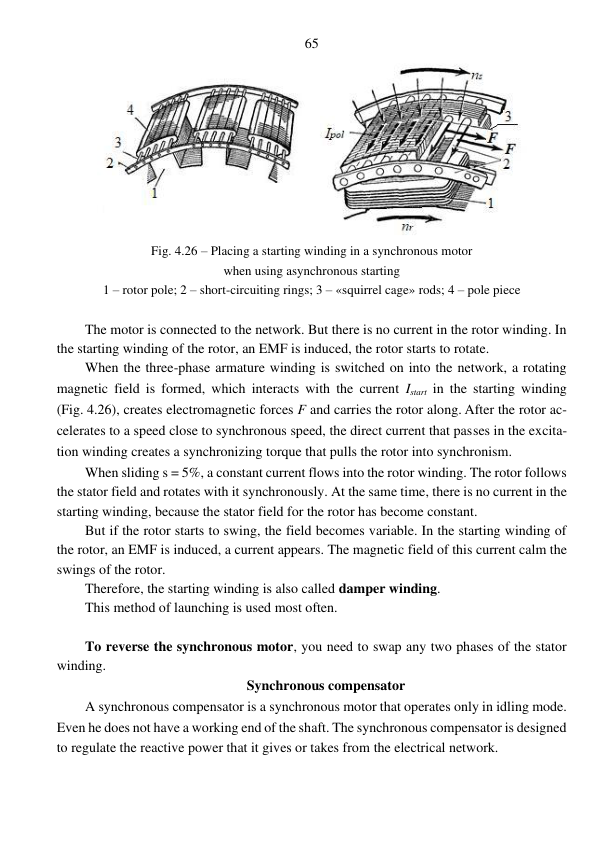 65
4
3
2
1
n_s
3
I_pol
F
F
2
1
n_r
Fig. 4.26 – Placing a starting winding in a synchronous motor
when using asynchronous starting
1 – rotor pole; 2 – short-circuiting rings; 3 – «squirrel cage» rods; 4 – pole piece
The motor is connected to the network. But there is no current in the rotor winding. In
the starting winding of the rotor, an EMF is induced, the rotor starts to rotate.
When the three-phase armature winding is switched on into the network, a rotating
magnetic field is formed, which interacts with the current I_start in the starting winding
(Fig. 4.26), creates electromagnetic forces F and carries the rotor along. After the rotor ac-
celerates to a speed close to synchronous speed, the direct current that passes in the excita-
tion winding creates a synchronizing torque that pulls the rotor into synchronism.
When sliding s = 5%, a constant current flows into the rotor winding. The rotor follows
the stator field and rotates with it synchronously. At the same time, there is no current in the
starting winding, because the stator field for the rotor has become constant.
But if the rotor starts to swing, the field becomes variable. In the starting winding of
the rotor, an EMF is induced, a current appears. The magnetic field of this current calm the
swings of the rotor.
Therefore, the starting winding is also called damper winding.
This method of launching is used most often.
To reverse the synchronous motor, you need to swap any two phases of the stator
winding.
Synchronous compensator
A synchronous compensator is a synchronous motor that operates only in idling mode.
Even he does not have a working end of the shaft. The synchronous compensator is designed
to regulate the reactive power that it gives or takes from the electrical network.